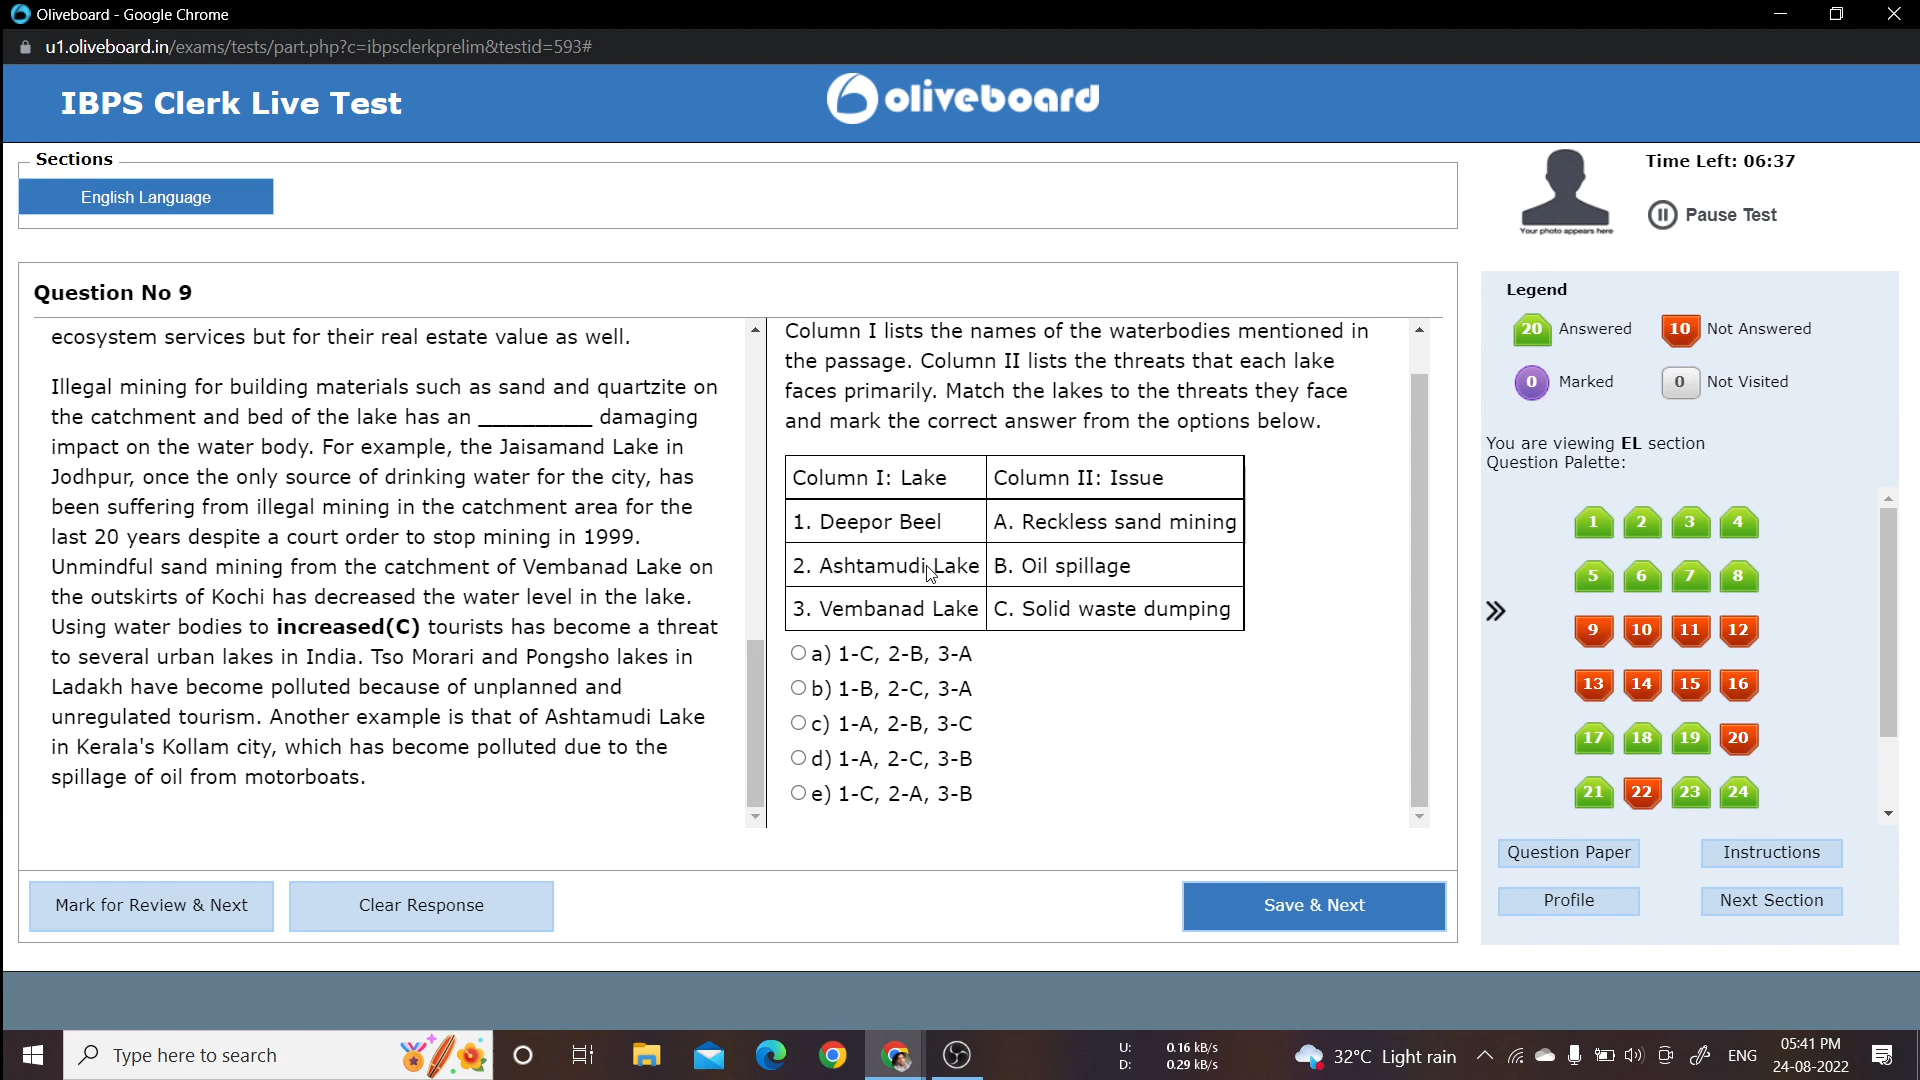 Oliveboard - Google Chrome
u1.oliveboard.in/exams/tests/part.php?c=ibpsclerkprelim&testid=593#
IBPS Clerk Live Test
oliveboard
Sections
English Language
Your photo appears here
Time Left: 06:37
Pause Test
Question No 9
ecosystem services but for their real estate value as well.
Illegal mining for building materials such as sand and quartzite on
the catchment and bed of the lake has an __________ damaging
impact on the water body. For example, the Jaisamand Lake in
Jodhpur, once the only source of drinking water for the city, has
been suffering from illegal mining in the catchment area for the
last 20 years despite a court order to stop mining in 1999.
Unmindful sand mining from the catchment of Vembanad Lake on
the outskirts of Kochi has decreased the water level in the lake.
Using water bodies to increased(C) tourists has become a threat
to several urban lakes in India. Tso Morari and Pongsho lakes in
Ladakh have become polluted because of unplanned and
unregulated tourism. Another example is that of Ashtamudi Lake
in Kerala's Kollam city, which has become polluted due to the
spillage of oil from motorboats.
Column I lists the names of the waterbodies mentioned in
the passage. Column II lists the threats that each lake
faces primarily. Match the lakes to the threats they face
and mark the correct answer from the options below.
Column I: Lake Column II: Issue
1. Deepor Beel A. Reckless sand mining
2. Ashtamudi Lake B. Oil spillage
3. Vembanad Lake C. Solid waste dumping
a) 1-C, 2-B, 3-A
b) 1-B, 2-C, 3-A
c) 1-A, 2-B, 3-C
d) 1-A, 2-C, 3-B
e) 1-C, 2-A, 3-B
Mark for Review & Next
Clear Response
Save & Next
Legend
20 Answered 10 Not Answered
0 Marked 0 Not Visited
You are viewing EL section
Question Palette:
1 2 3 4
5 6 7 8
9 10 11 12
13 14 15 16
17 18 19 20
21 22 23 24
Question Paper Instructions
Profile Next Section
Type here to search
U: 0.16 kB/s
D: 0.29 kB/s
32°C Light rain
ENG
05:41 PM
24-08-2022